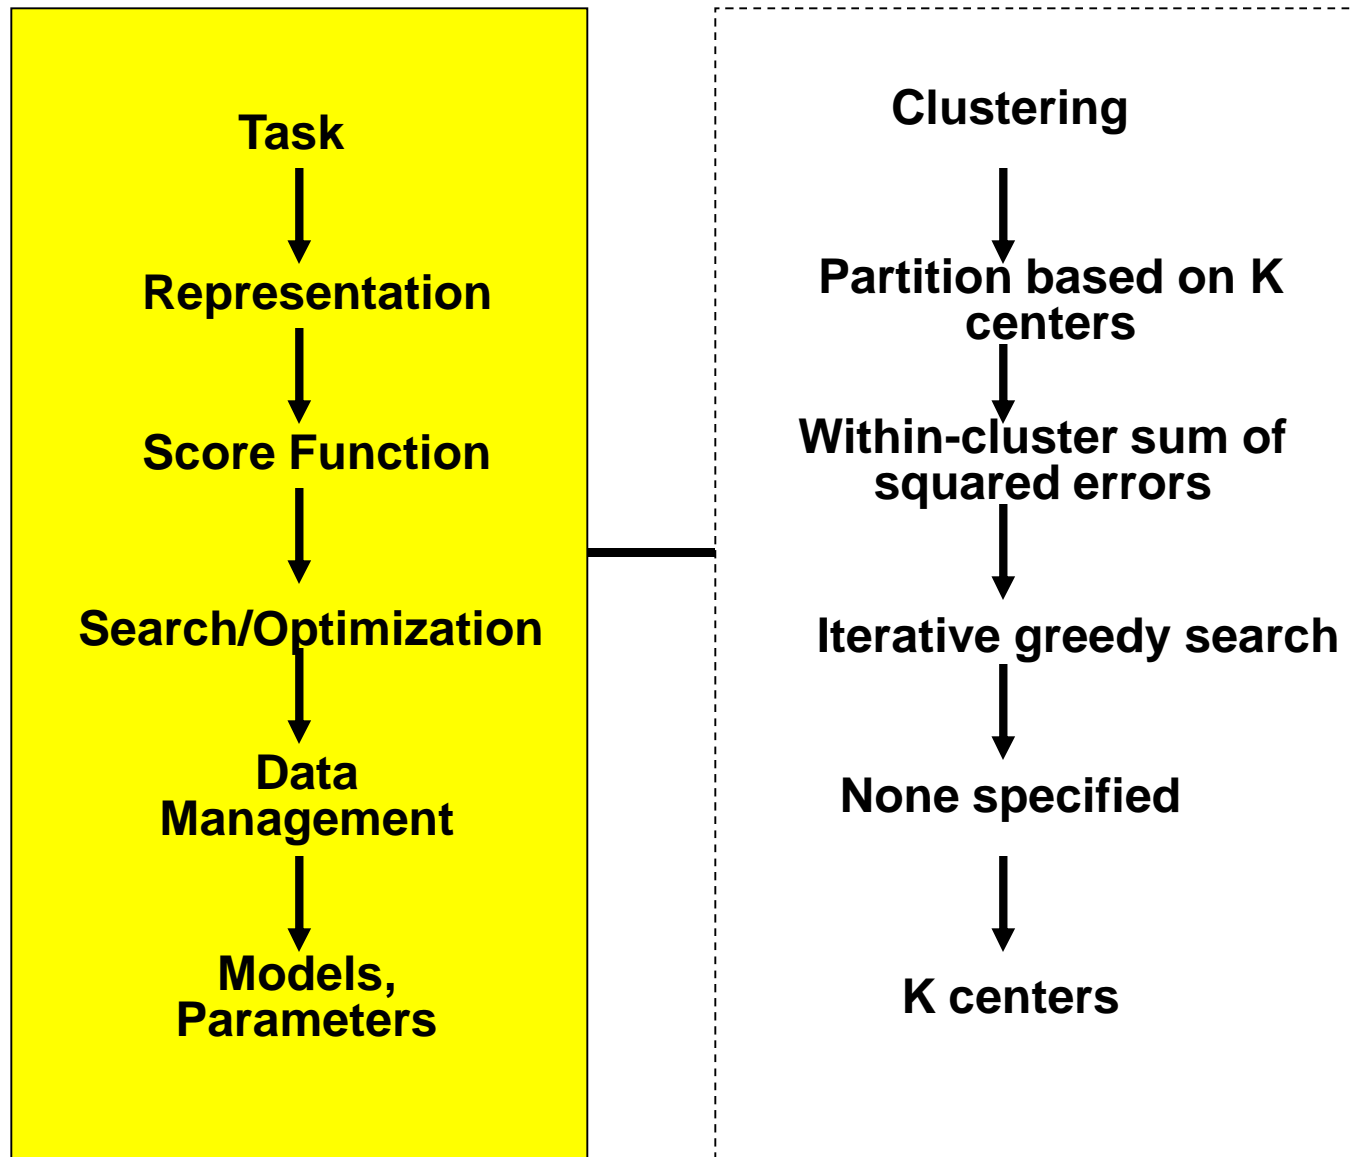 Task
Representation
Score Function
Search/Optimization
Data
Management
Models,
Parameters
Clustering
Partition based on K
centers
Within-cluster sum of
squared errors
Iterative greedy search
None specified
K centers